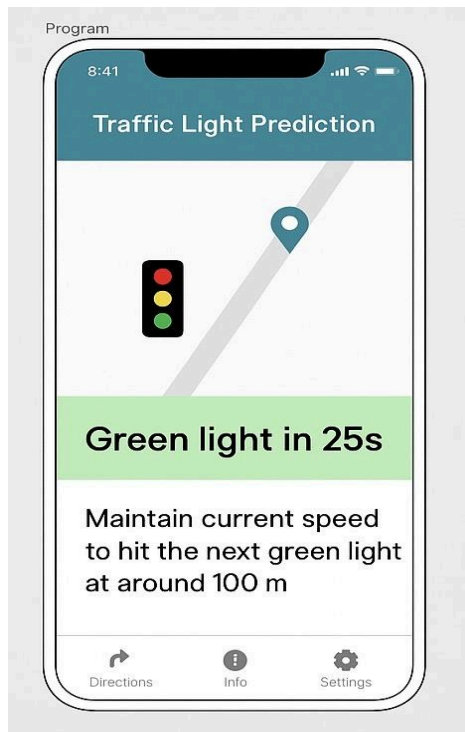 Program
8:41
Traffic Light Prediction
Green light in 25s
Maintain current speed
to hit the next green light
at around 100 m
Directions
Info
Settings